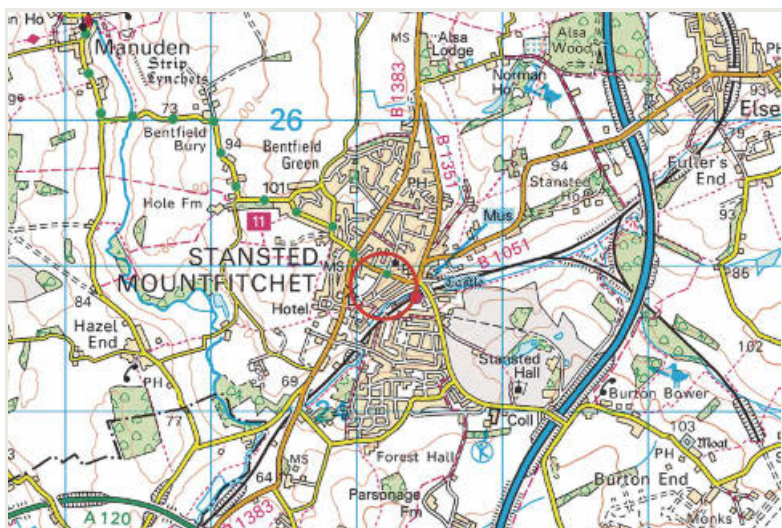 Manuden
Strip
Lynchets
MS
Alsa
Lodge
Alsa
Wood
PH
Norman
Ho
B 1383
93
Else
73
26
Bentfield
Bury
94
Bentfield
Green
B 1351
79
94
Fuller's
End
101
PH
Stansted
Ho
Hole Fm
Mus
93
11
STANSTED
MOUNTFITCHET
MS
B 1051
Castle
85
84
Hotel
Hazel
End
102
Stansted
Hall
PH
69
Burton Bower
77
Coll
103
Moat
Forest Hall
PH
MS
64
Parsonage
Fm
Burton End
A 120
B 1383
Monks